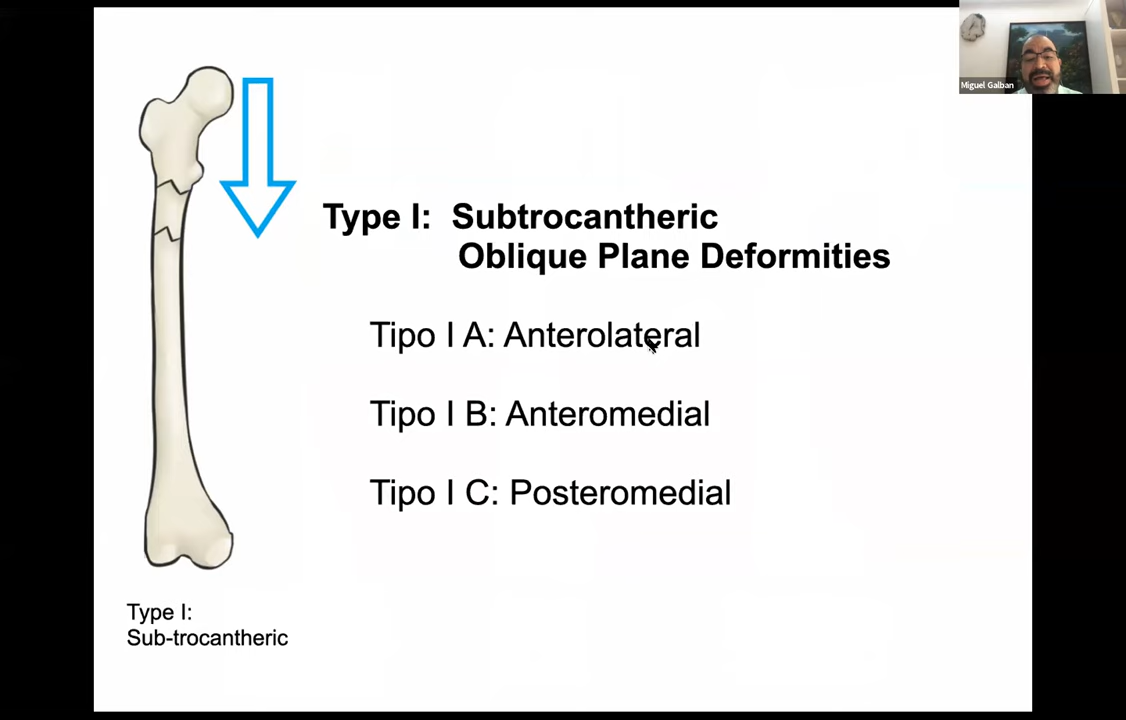 Miguel Galban
Type I: Subtrocantheric
Oblique Plane Deformities
Tipo I A: Anterolateral
Tipo I B: Anteromedial
Tipo I C: Posteromedial
Type I:
Sub-trocantheric